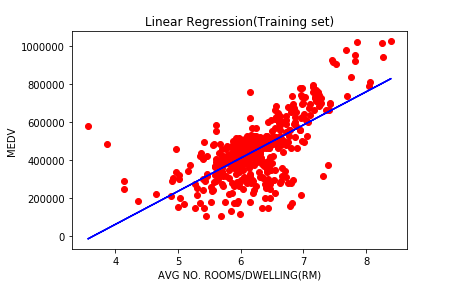 Linear Regression(Training set)
1000000
800000
600000
400000
200000
0
MEDV
4 5 6 7 8
AVG NO. ROOMS/DWELLING(RM)